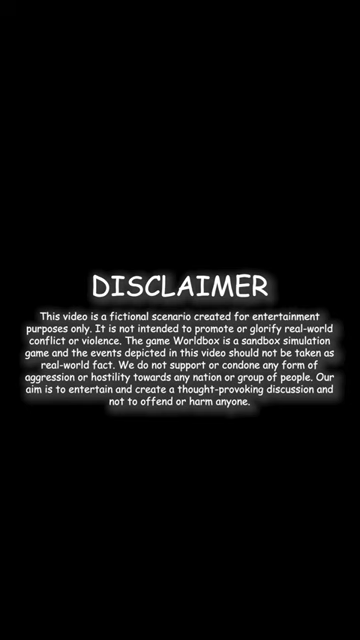 DISCLAIMER
This video is a fictional scenario created for entertainment
purposes only. It is not intended to promote or glorify real-world
conflict or violence. The game Worldbox is a sandbox simulation
game and the events depicted in this video should not be taken as
real-world fact. We do not support or condone any form of
aggression or hostility towards any nation or group of people. Our
aim is to entertain and create a thought-provoking discussion and
not to offend or harm anyone.